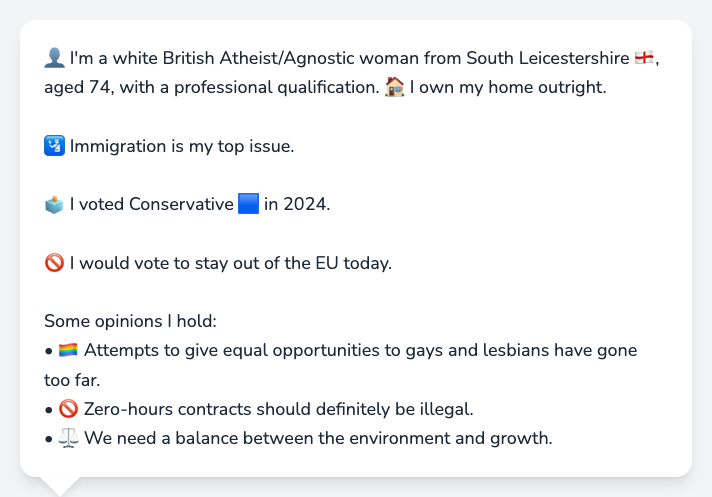 👤 I'm a white British Atheist/Agnostic woman from South Leicestershire 🏴󠁧󠁢󠁥󠁮󠁧󠁿,
aged 74, with a professional qualification. 🏠 I own my home outright.
🛂 Immigration is my top issue.
🗳️ I voted Conservative 🟦 in 2024.
🚫 I would vote to stay out of the EU today.
Some opinions I hold:
• 🏳️‍🌈 Attempts to give equal opportunities to gays and lesbians have gone
too far.
• 🚫 Zero-hours contracts should definitely be illegal.
• ⚖️ We need a balance between the environment and growth.